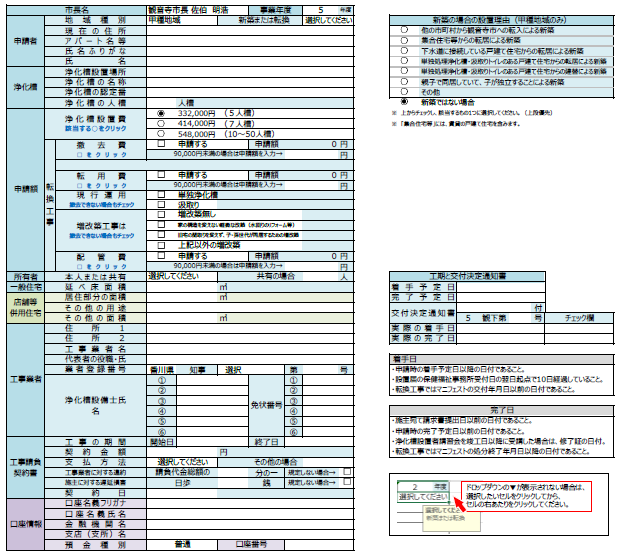 市長名 観音寺市長 佐伯 明浩 事業年度 5 年度
申請者
地域種別 甲種地域 新築または転換 選択してください
現在の住所
アパート名等
氏名ふりがな
氏名
浄化槽
浄化槽設置場所
浄化槽の名称
浄化槽の認定番
浄化槽の人槽 人槽
申請額
浄化槽設置費 332,000円 （5人槽）
該当する○をクリック 414,000円 （7人槽）
548,000円 （10～50人槽）
転換工事
撤去費 申請する 申請額 0 円
□をクリック 90,000円未満の場合は申請額を入力→ 円
転用費 申請する 申請額 0 円
□をクリック 90,000円未満の場合は申請額を入力→ 円
現行運用 単独浄化槽
撤去できない場合もチェック 汲取り
増改築工事は 増改築無し
撤去できない場合もチェック 家の構造を変えない軽微な改築（水回りのリフォーム等）
自宅の間取りを変えず、子・孫世代が同居するための増改築
上記以外の増改築
配管費 申請する 申請額 0 円
□をクリック 90,000円未満の場合は申請額を入力→ 円
所有者 本人または共有 選択してください 共有の場合 人
一般住宅 延べ床面積 ㎡
店舗等
併用住宅
居住部分の面積 ㎡
その他の用途
その他の面積 ㎡
工事業者
住所1
住所2
工事業者名
代表者の役職・氏
業者登録番号 香川県 知事 選択 第 号
浄化槽設備士氏名 ① ② ③ ④ ⑤ ⑥
免状番号 ① ② ③ ④ ⑤ ⑥
工事請負
契約書
工事の期間 開始日 終了日
契約金額 円
支払方法 選択してください その他の場合
工事業者に対する違約 請負代金総額の 分の一 規定しない場合→
施主に対する遅延損害 日歩 銭 規定しない場合→
契約日
口座情報
口座名義フリガナ
口座名義氏名
金融機関名
支店（支所）名
預金種別 普通 口座番号
新築の場合の設置理由（甲種地域のみ）
他の市町村から観音寺市への転入による新築
集合住宅等からの転居による新築
下水道に接続している戸建て住宅からの転居による新築
単独処理浄化槽・汲取りトイレのある戸建て住宅からの転居による新築
単独処理浄化槽・汲取りトイレのある戸建て住宅からの建替による新築
親子で同居していて、子が独立することによる新築
その他
新築ではない場合
※ 上からチェックし、該当するもの1つに選択してください。（上段優先）
※ 「集合住宅等」には、賃貸の戸建て住宅を含みます。
工期と交付決定通知書
着手予定日
完了予定日
交付決定通知書 付
5 観下第 号 チェック欄
実際の着手日
実際の完了日
着手日
・申請時の着手予定日以降の日付であること。
・設置届の保健福祉事務所受付日の翌日起点で10日経過していること。
・転換工事ではマニフェストの交付年月日以前の日付であること。
完了日
・施主宛て請求書提出日以前の日付であること。
・申請時の完了予定日以前の日付であること。
・浄化槽設置者講習会を竣工日以降に受講した場合は、修了証の日付。
・転換工事ではマニフェストの処分終了年月日以降の日付であること。
2 年度
選択してください
選択してくださ
新築または転換
ドロップダウンの▼が表示されない場合は、
選択したいセルをクリックしてから、
セルの右あたりをクリックしてください。